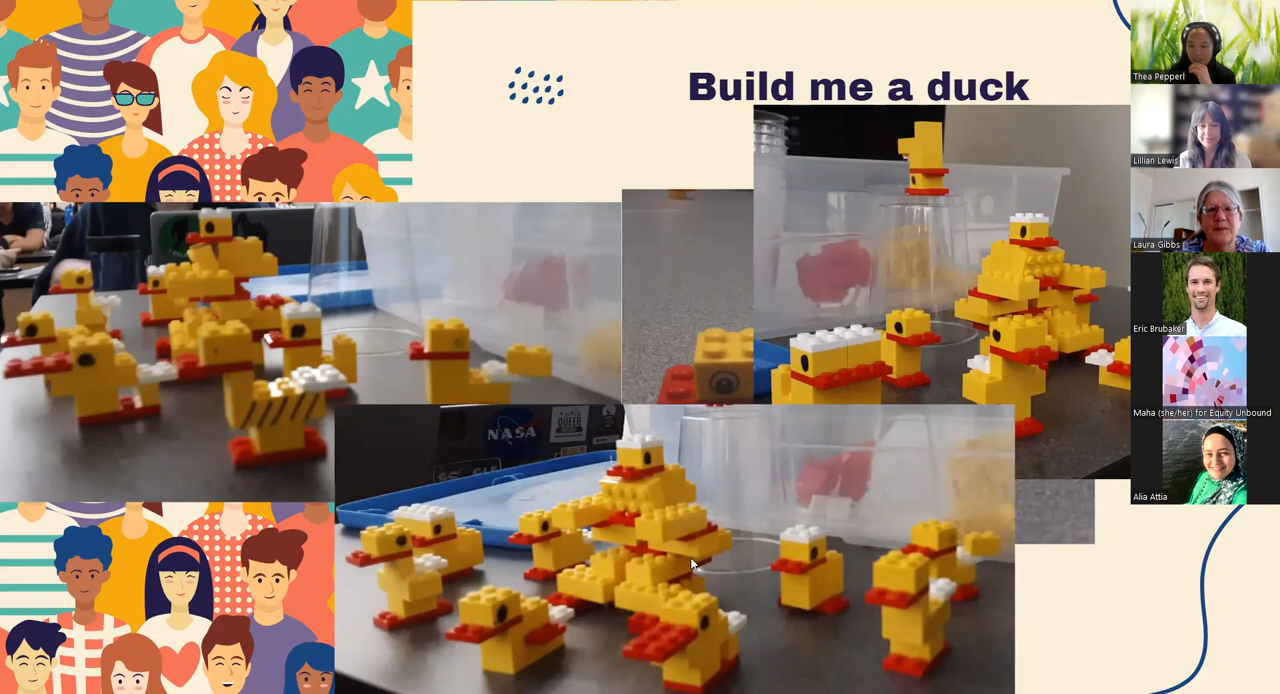 Build me a duck
Thea Pepperl
Lillian Lewis
Laura Gibbs
Eric Brubaker
Maha (she/her) for Equity Unbound
Alia Attia
NASA
QUEER